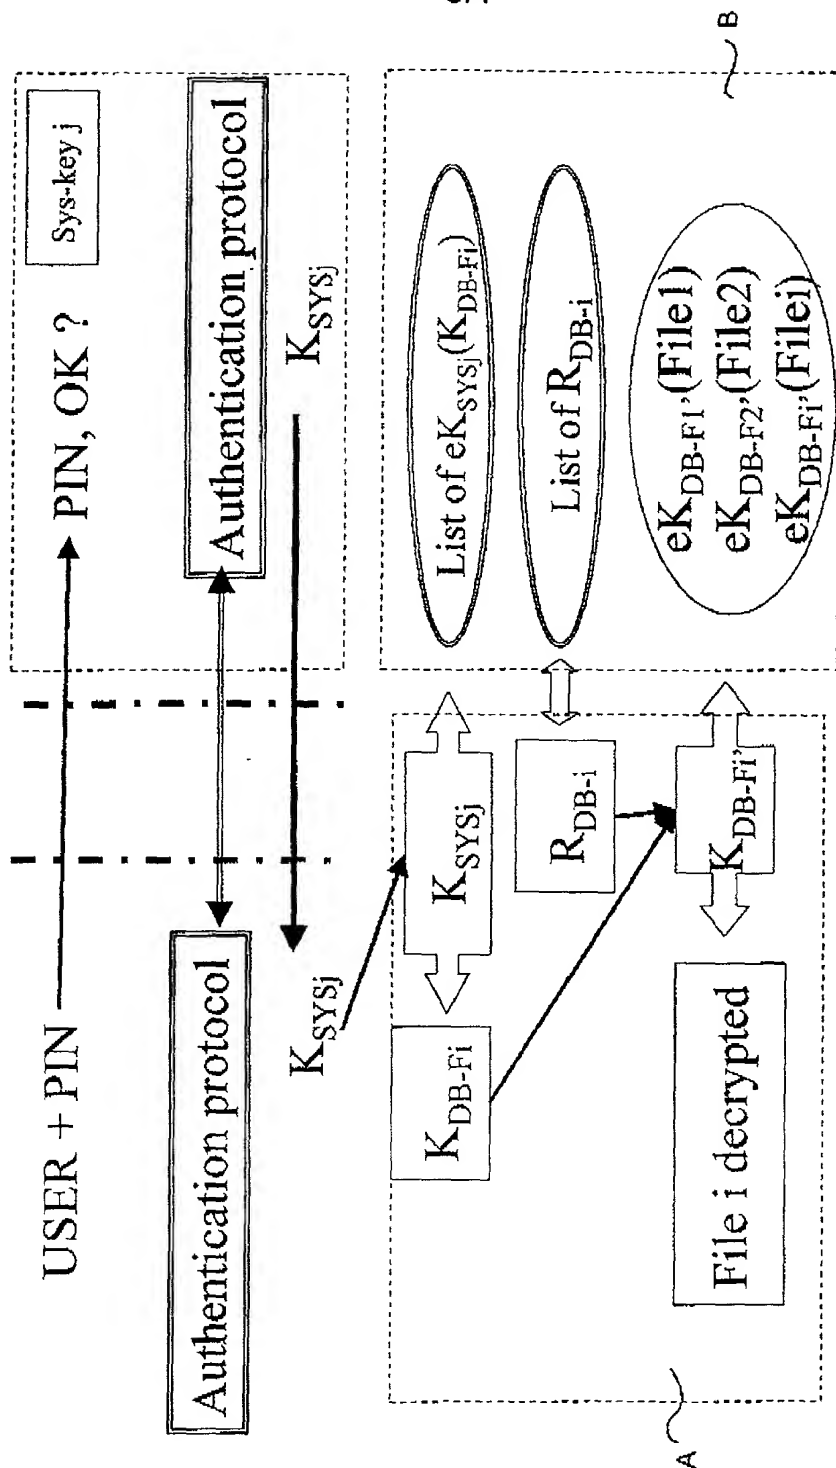 USER + PIN
PIN, OK ?
Sys-key j
Authentication protocol
Authentication protocol
K_SYSj
K_SYSj
K_DB-Fi
K_SYSj
List of eK_SYSj(K_DB-Fi)
R_DB-i
List of R_DB-i
File i decrypted
K_DB-Fi'
eK_DB-F1'(File1)
eK_DB-F2'(File2)
eK_DB-Fi'(Filei)
A
B